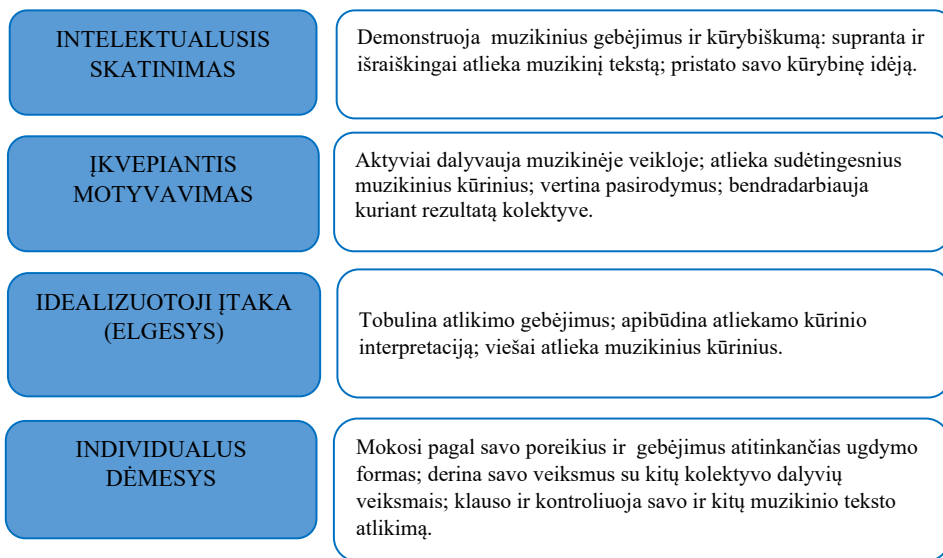 INTELEKTUALUSIS
SKATINIMAS
Demonstruoja muzikinius gebėjimus ir kūrybiškumą: supranta ir
išraiškingai atlieka muzikinį tekstą; pristato savo kūrybinę idėją.
ĮKVEPIANTIS
MOTYVAVIMAS
Aktyviai dalyvauja muzikinėje veikloje; atlieka sudėtingesnius
muzikinius kūrinius; vertina pasirodymus; bendradarbiauja
kuriant rezultatą kolektyve.
IDEALIZUOTOJI ĮTAKA
(ELGESYS)
Tobulina atlikimo gebėjimus; apibūdina atliekamo kūrinio
interpretaciją; viešai atlieka muzikinius kūrinius.
INDIVIDUALUS
DĖMESYS
Mokosi pagal savo poreikius ir gebėjimus atitinkančias ugdymo
formas; derina savo veiksmus su kitų kolektyvo dalyvių
veiksmais; klauso ir kontroliuoja savo ir kitų muzikinio teksto
atlikimą.